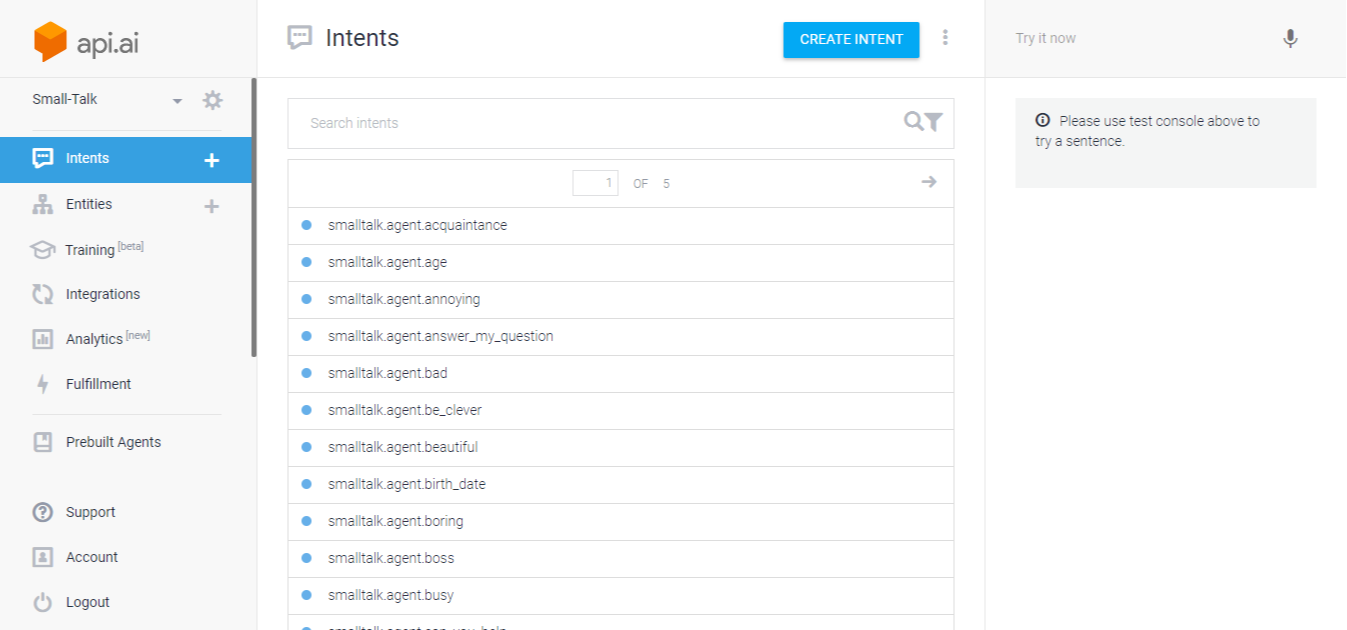 api.ai
Small-Talk
Intents
Entities
Training [beta]
Integrations
Analytics [new]
Fulfillment
Prebuilt Agents
Support
Account
Logout
Intents
CREATE INTENT
Search intents
1 OF 5
smalltalk.agent.acquaintance
smalltalk.agent.age
smalltalk.agent.annoying
smalltalk.agent.answer_my_question
smalltalk.agent.bad
smalltalk.agent.be_clever
smalltalk.agent.beautiful
smalltalk.agent.birth_date
smalltalk.agent.boring
smalltalk.agent.boss
smalltalk.agent.busy
smalltalk.agent.can_you_help
Try it now
Please use test console above to
try a sentence.